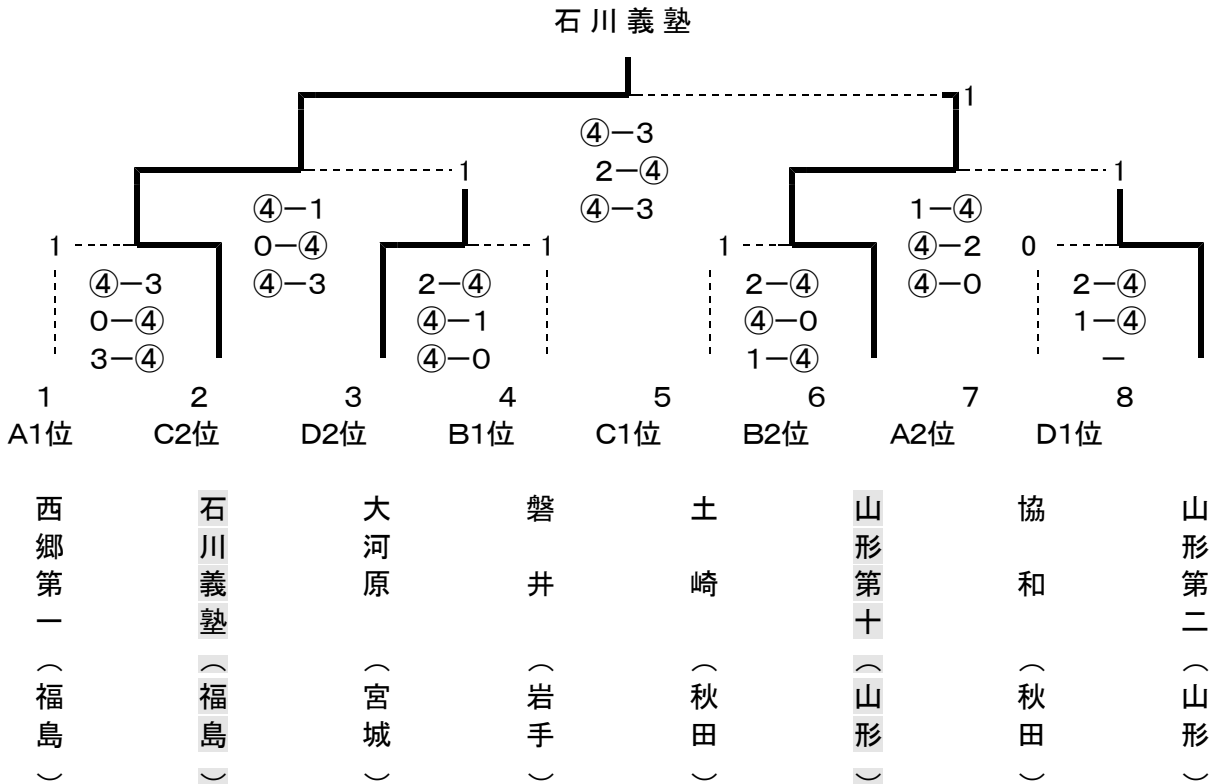 石川義塾
1
④－3
1
2－④
1
④－1
④－3
1－④
1
0－④
1
1
④－2
0
④－3
④－3
2－④
2－④
④－0
2－④
0－④
④－1
④－0
1－④
3－④
④－0
1－④
－
1 2 3 4 5 6 7 8
A1位 C2位 D2位 B1位 C1位 B2位 A2位 D1位
西郷第一（福島）
石川義塾（福島）
大河原（宮城）
磐井（岩手）
土崎（秋田）
山形第十（山形）
協和（秋田）
山形第二（山形）